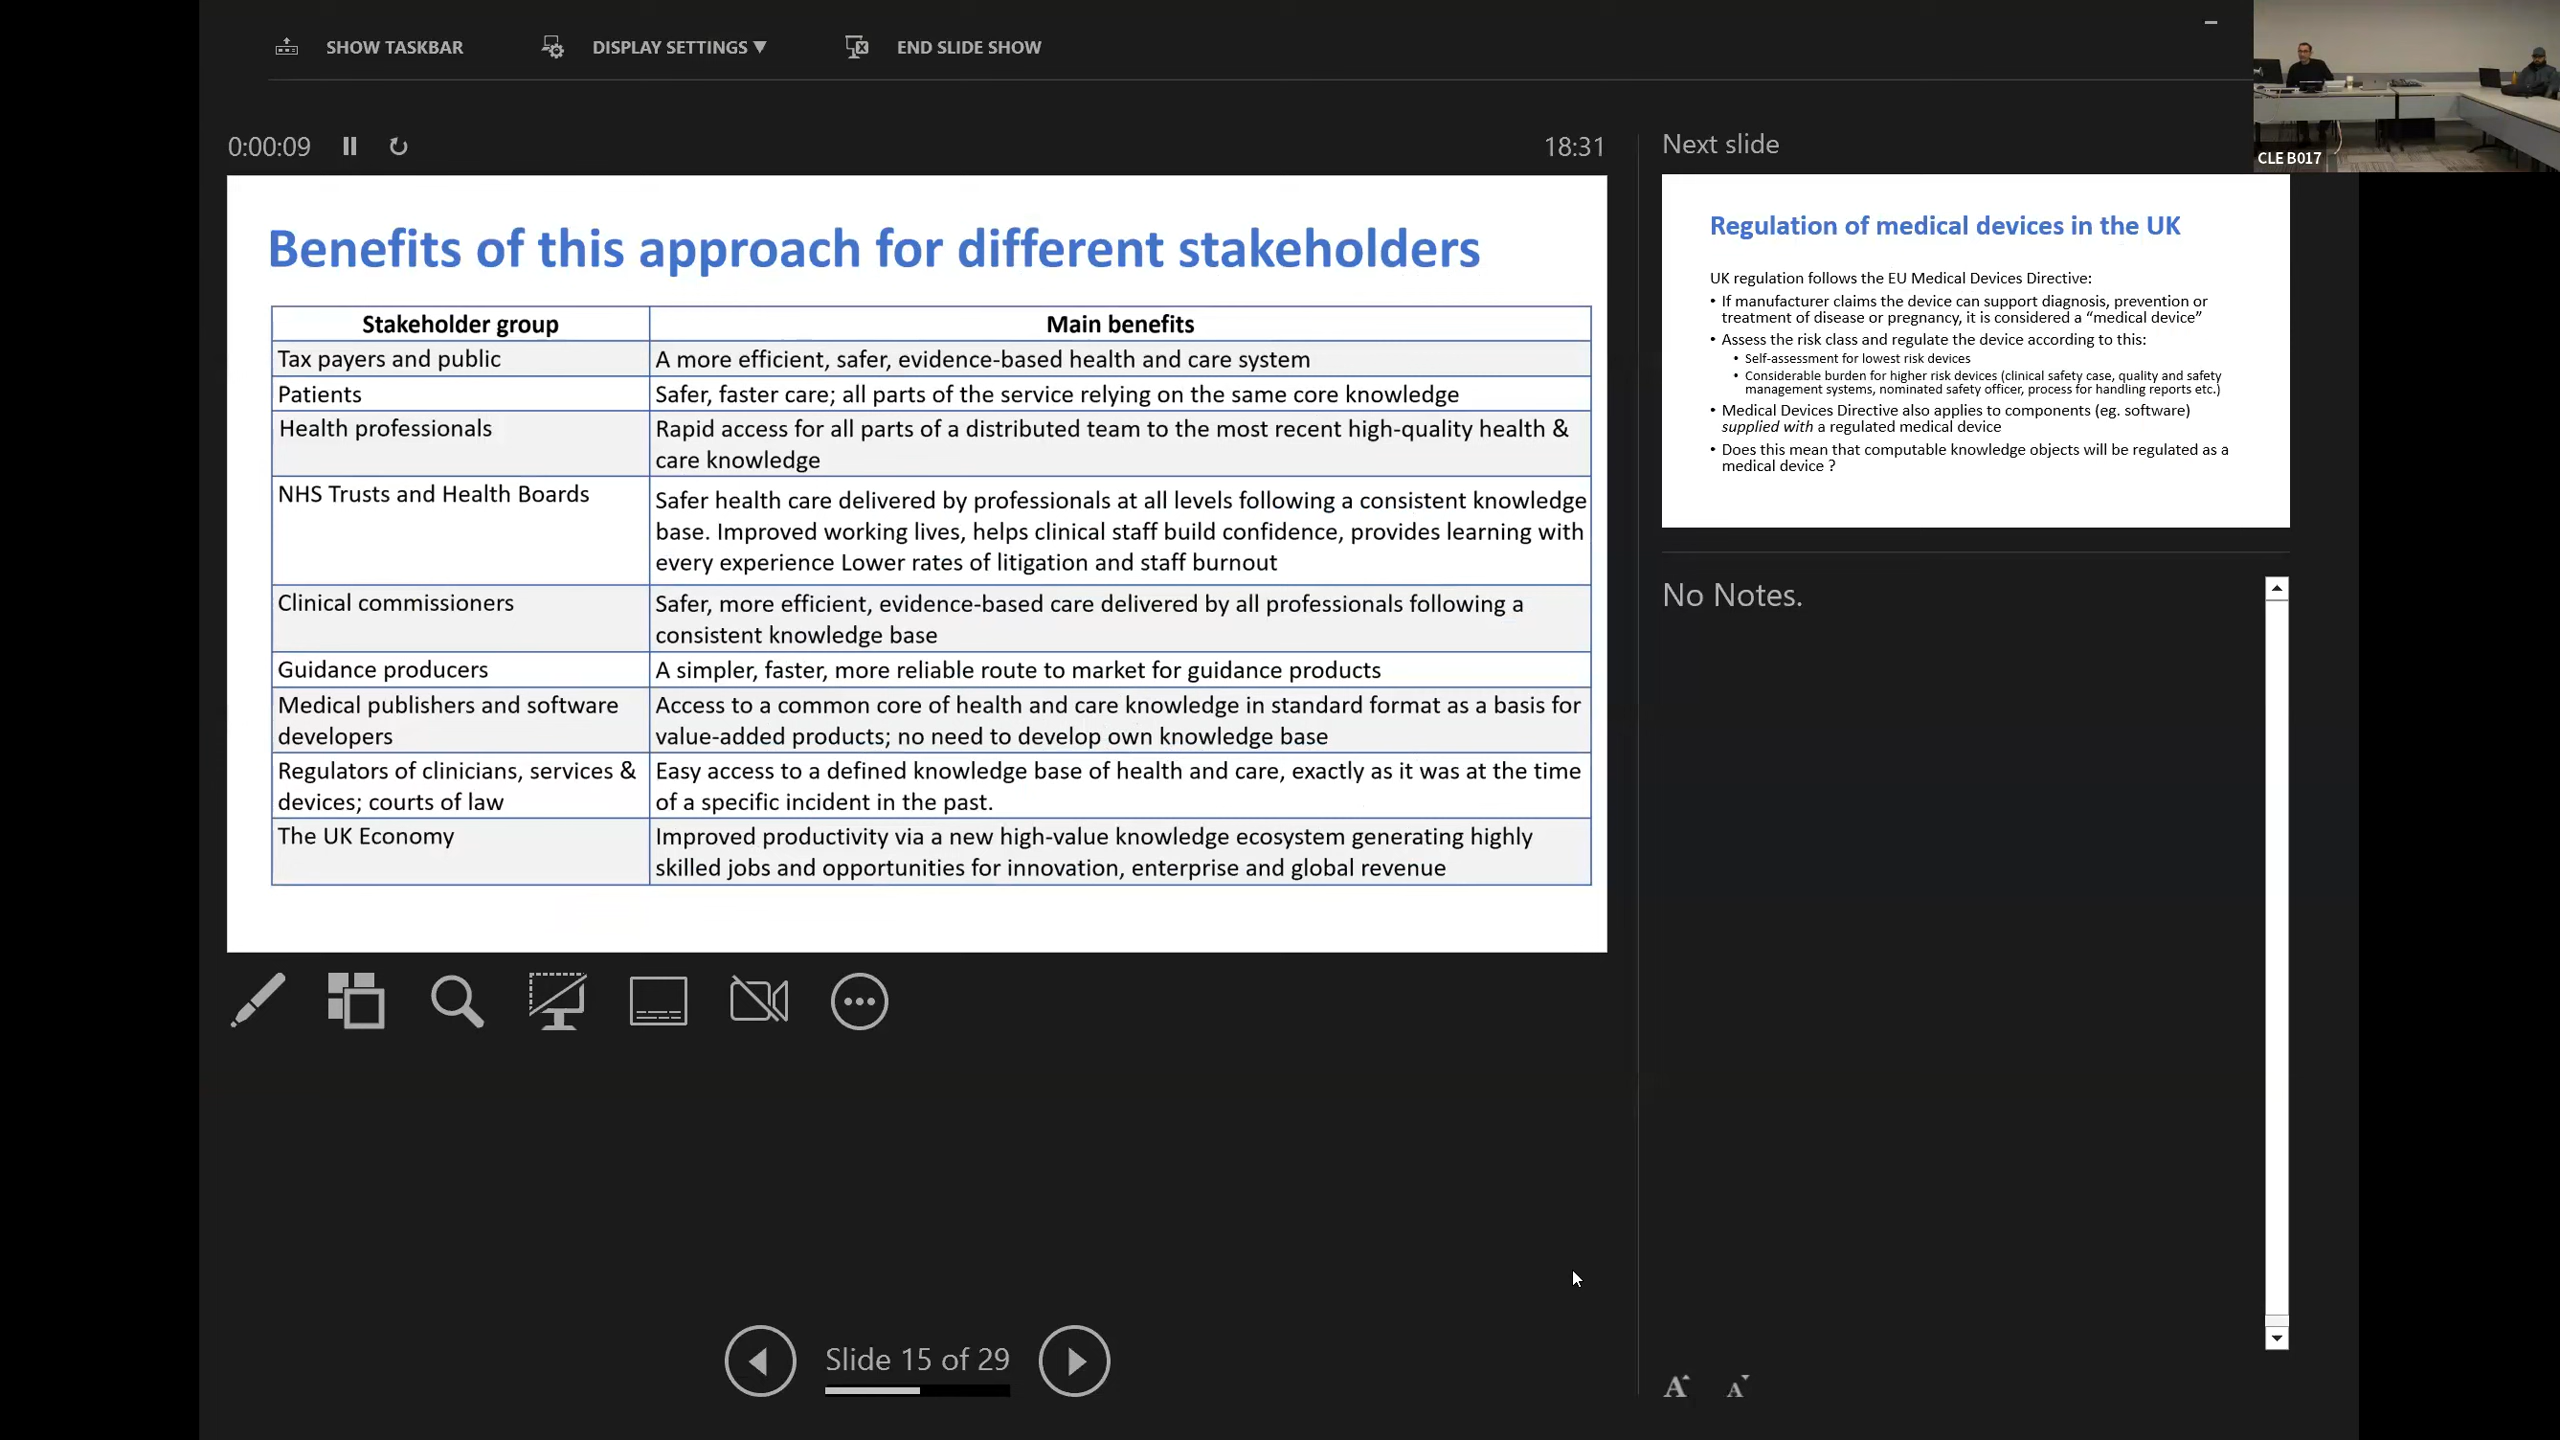 SHOW TASKBAR
DISPLAY SETTINGS ▼
END SLIDE SHOW
0:00:09
18:31
Benefits of this approach for different stakeholders
Stakeholder group
Main benefits
Tax payers and public
A more efficient, safer, evidence-based health and care system
Patients
Safer, faster care; all parts of the service relying on the same core knowledge
Health professionals
Rapid access for all parts of a distributed team to the most recent high-quality health &
care knowledge
NHS Trusts and Health Boards
Safer health care delivered by professionals at all levels following a consistent knowledge
base. Improved working lives, helps clinical staff build confidence, provides learning with
every experience Lower rates of litigation and staff burnout
Clinical commissioners
Safer, more efficient, evidence-based care delivered by all professionals following a
consistent knowledge base
Guidance producers
A simpler, faster, more reliable route to market for guidance products
Medical publishers and software
developers
Access to a common core of health and care knowledge in standard format as a basis for
value-added products; no need to develop own knowledge base
Regulators of clinicians, services &
devices; courts of law
Easy access to a defined knowledge base of health and care, exactly as it was at the time
of a specific incident in the past.
The UK Economy
Improved productivity via a new high-value knowledge ecosystem generating highly
skilled jobs and opportunities for innovation, enterprise and global revenue
Slide 15 of 29
Next slide
CLE B017
Regulation of medical devices in the UK
UK regulation follows the EU Medical Devices Directive:
• If manufacturer claims the device can support diagnosis, prevention or
treatment of disease or pregnancy, it is considered a “medical device”
• Assess the risk class and regulate the device according to this:
• Self-assessment for lowest risk devices
• Considerable burden for higher risk devices (clinical safety case, quality and safety
management systems, nominated safety officer, process for handling reports etc.)
• Medical Devices Directive also applies to components (eg. software)
supplied with a regulated medical device
• Does this mean that computable knowledge objects will be regulated as a
medical device ?
No Notes.
A A